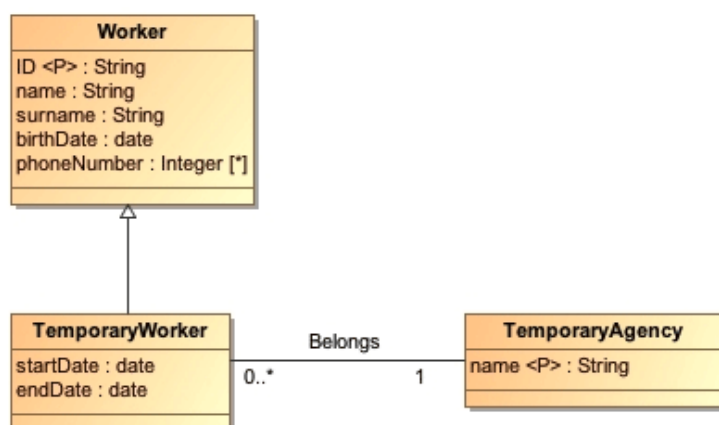 Worker
ID <P> : String
name : String
surname : String
birthDate : date
phoneNumber : Integer [*]
TemporaryWorker
startDate : date
endDate : date
Belongs
0..*
1
TemporaryAgency
name <P> : String